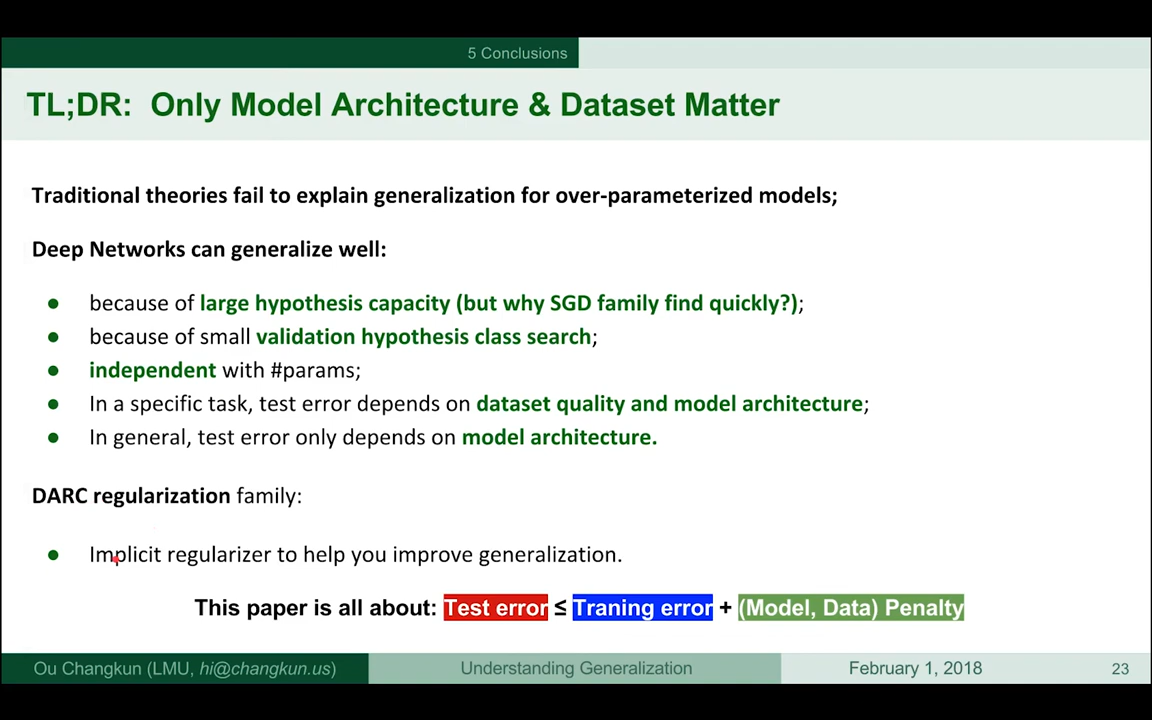 5 Conclusions
TL;DR: Only Model Architecture & Dataset Matter
Traditional theories fail to explain generalization for over-parameterized models;
Deep Networks can generalize well:
● because of large hypothesis capacity (but why SGD family find quickly?);
● because of small validation hypothesis class search;
● independent with #params;
● In a specific task, test error depends on dataset quality and model architecture;
● In general, test error only depends on model architecture.
DARC regularization family:
● Implicit regularizer to help you improve generalization.
This paper is all about: Test error ≤ Traning error + (Model, Data) Penalty
Ou Changkun (LMU, hi@changkun.us) Understanding Generalization February 1, 2018 23